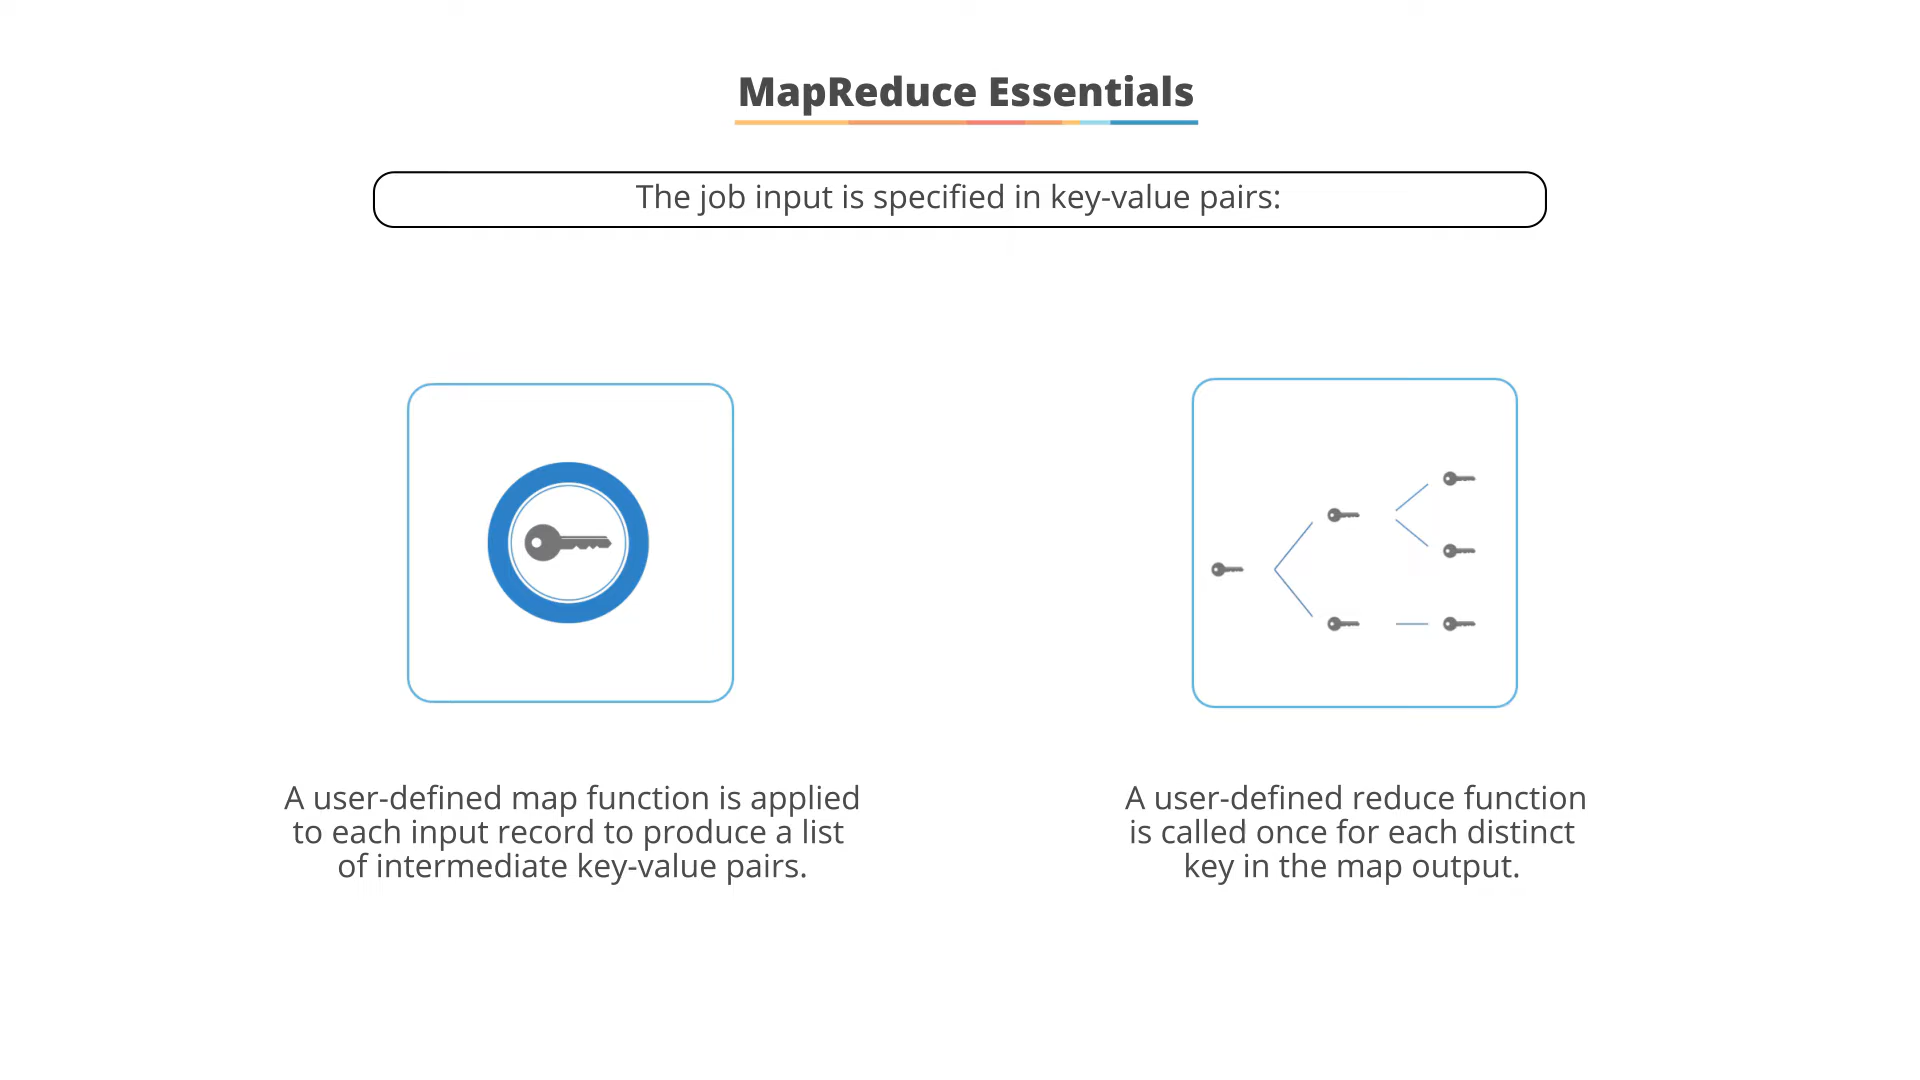 MapReduce Essentials
The job input is specified in key-value pairs:
A user-defined map function is applied
to each input record to produce a list
of intermediate key-value pairs.
A user-defined reduce function
is called once for each distinct
key in the map output.